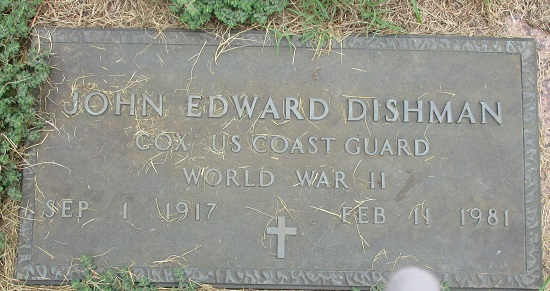 JOHN EDWARD DISHMAN
COX US COAST GUARD
WORLD WAR II
SEP 1 1917 FEB 11 1981